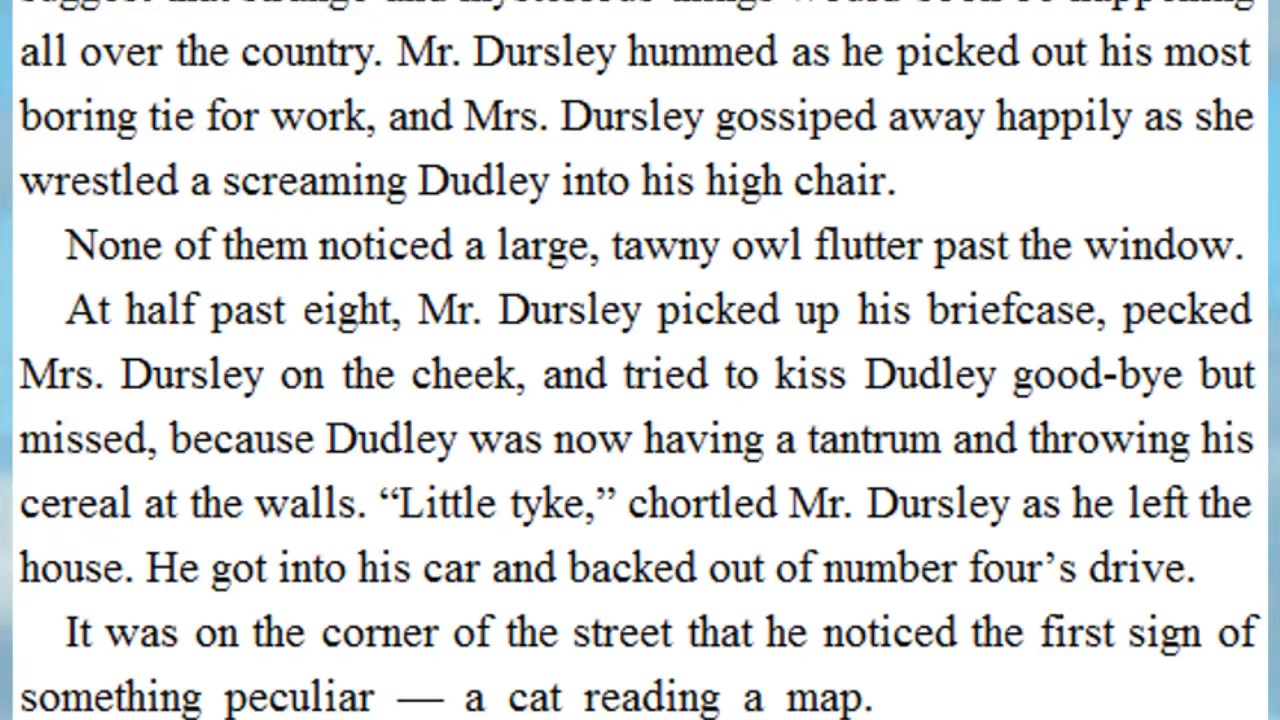 all over the country. Mr. Dursley hummed as he picked out his most
boring tie for work, and Mrs. Dursley gossiped away happily as she
wrestled a screaming Dudley into his high chair.
None of them noticed a large, tawny owl flutter past the window.
At half past eight, Mr. Dursley picked up his briefcase, pecked
Mrs. Dursley on the cheek, and tried to kiss Dudley good-bye but
missed, because Dudley was now having a tantrum and throwing his
cereal at the walls. “Little tyke,” chortled Mr. Dursley as he left the
house. He got into his car and backed out of number four’s drive.
It was on the corner of the street that he noticed the first sign of
something peculiar — a cat reading a map.